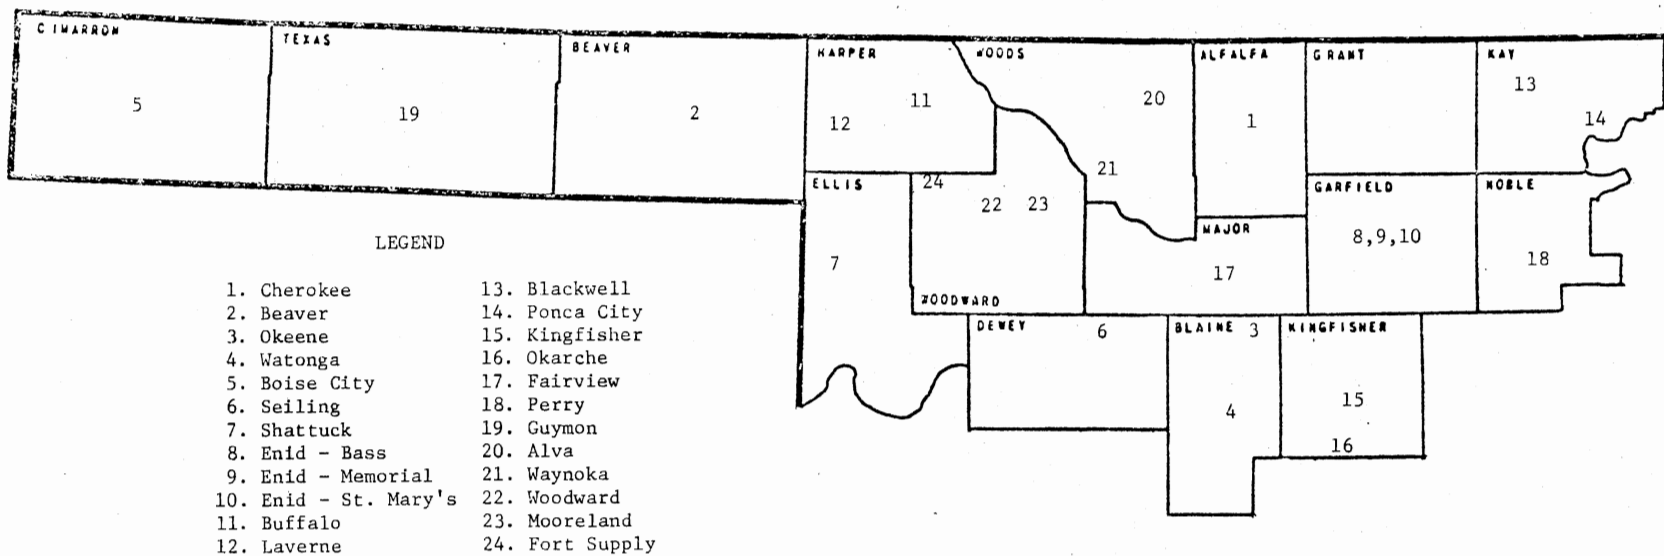 CIMARRON
TEXAS
BEAVER
HARPER
WOODS
ALFALFA
GRANT
KAY
5
19
2
11
12
20
1
13
14
21
ELLIS
24
22
23
GARFIELD
NOBLE
MAJOR
8,9,10
7
17
18
WOODWARD
DEWEY
6
BLAINE
3
KINGFISHER
4
15
16
LEGEND
1. Cherokee
2. Beaver
3. Okeene
4. Watonga
5. Boise City
6. Seiling
7. Shattuck
8. Enid - Bass
9. Enid - Memorial
10. Enid - St. Mary's
11. Buffalo
12. Laverne
13. Blackwell
14. Ponca City
15. Kingfisher
16. Okarche
17. Fairview
18. Perry
19. Guymon
20. Alva
21. Waynoka
22. Woodward
23. Mooreland
24. Fort Supply